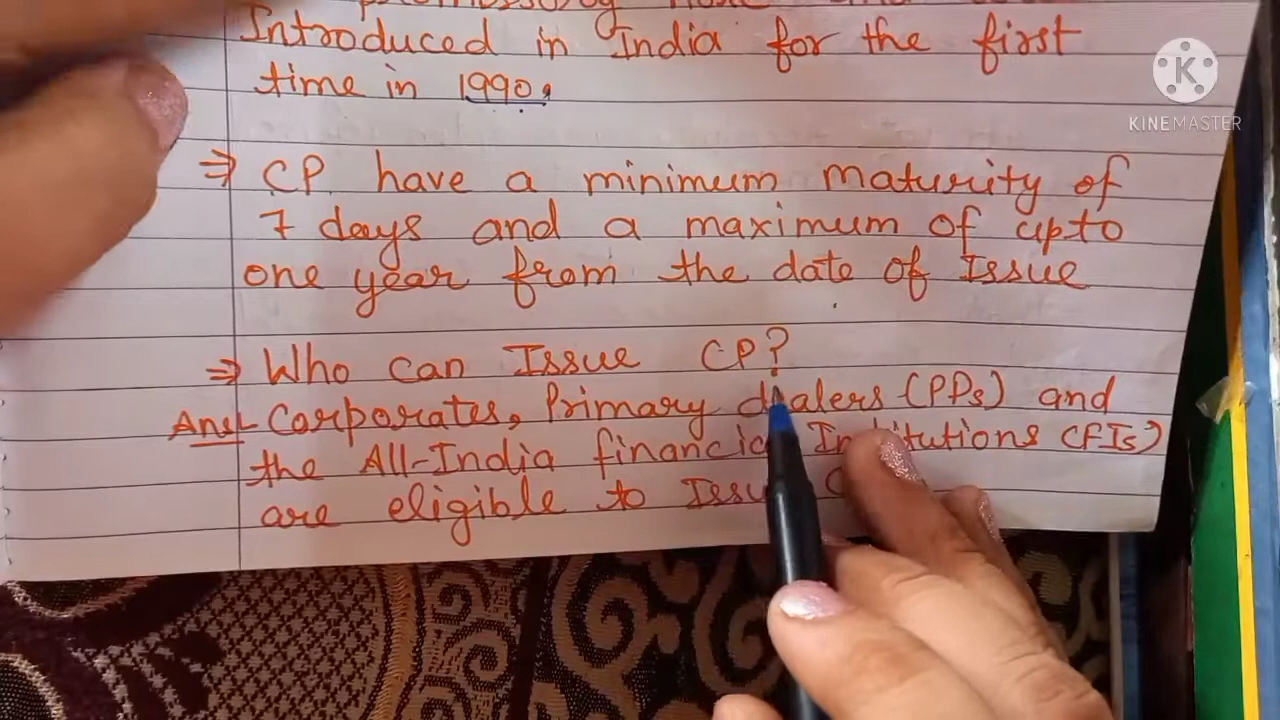 Introduced in India for the first
time in 1990.
⇒ CP have a minimum maturity of
7 days and a maximum of upto
one year from the date of Issue
⇒ Who can Issue CP?
Ans- Corporates, Primary dealers (PDs) and
the All-India financial Institutions (FIs)
are eligible to Issue
K
KINEMASTER